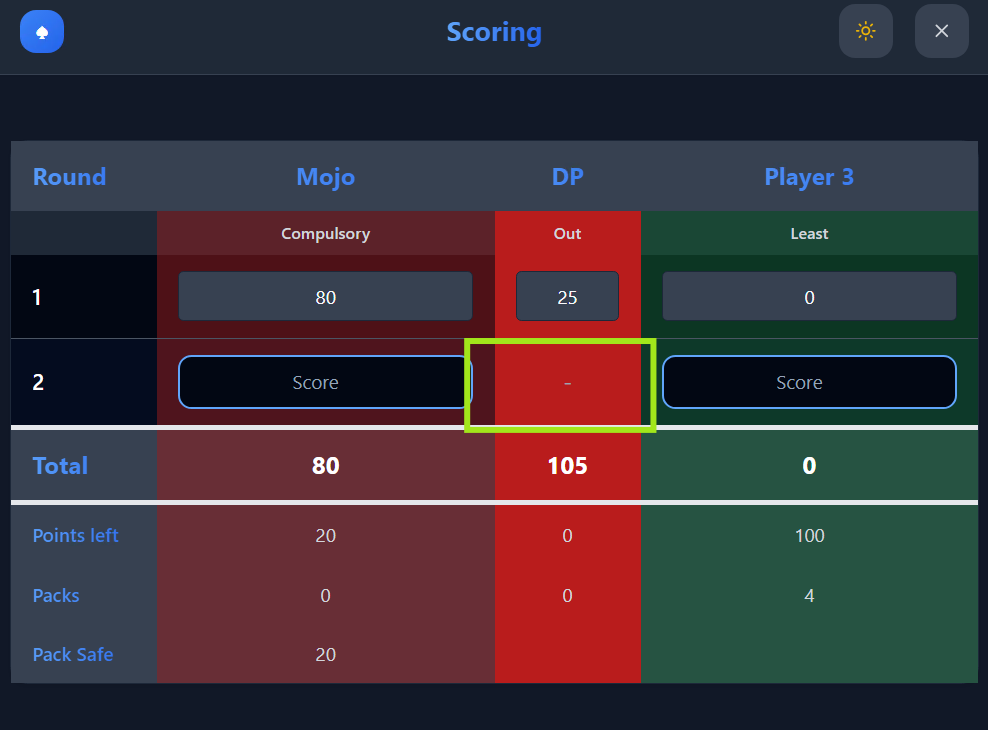 Scoring
Round Mojo DP Player 3
Compulsory Out Least
1 80 25 0
2 Score - Score
Total 80 105 0
Points left 20 0 100
Packs 0 0 4
Pack Safe 20